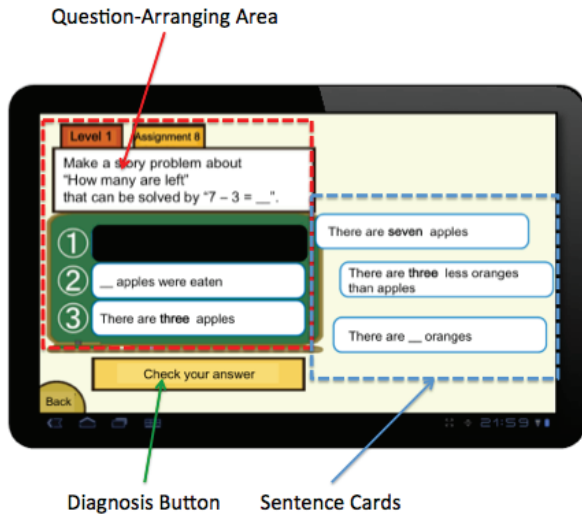 Question-Arranging Area
Level 1
Assignment 8
Make a story problem about
“How many are left”
that can be solved by “7 – 3 = __”.
1
2
__ apples were eaten
3
There are three apples
There are seven apples
There are three less oranges
than apples
There are __ oranges
Check your answer
Back
21:59
Diagnosis Button
Sentence Cards